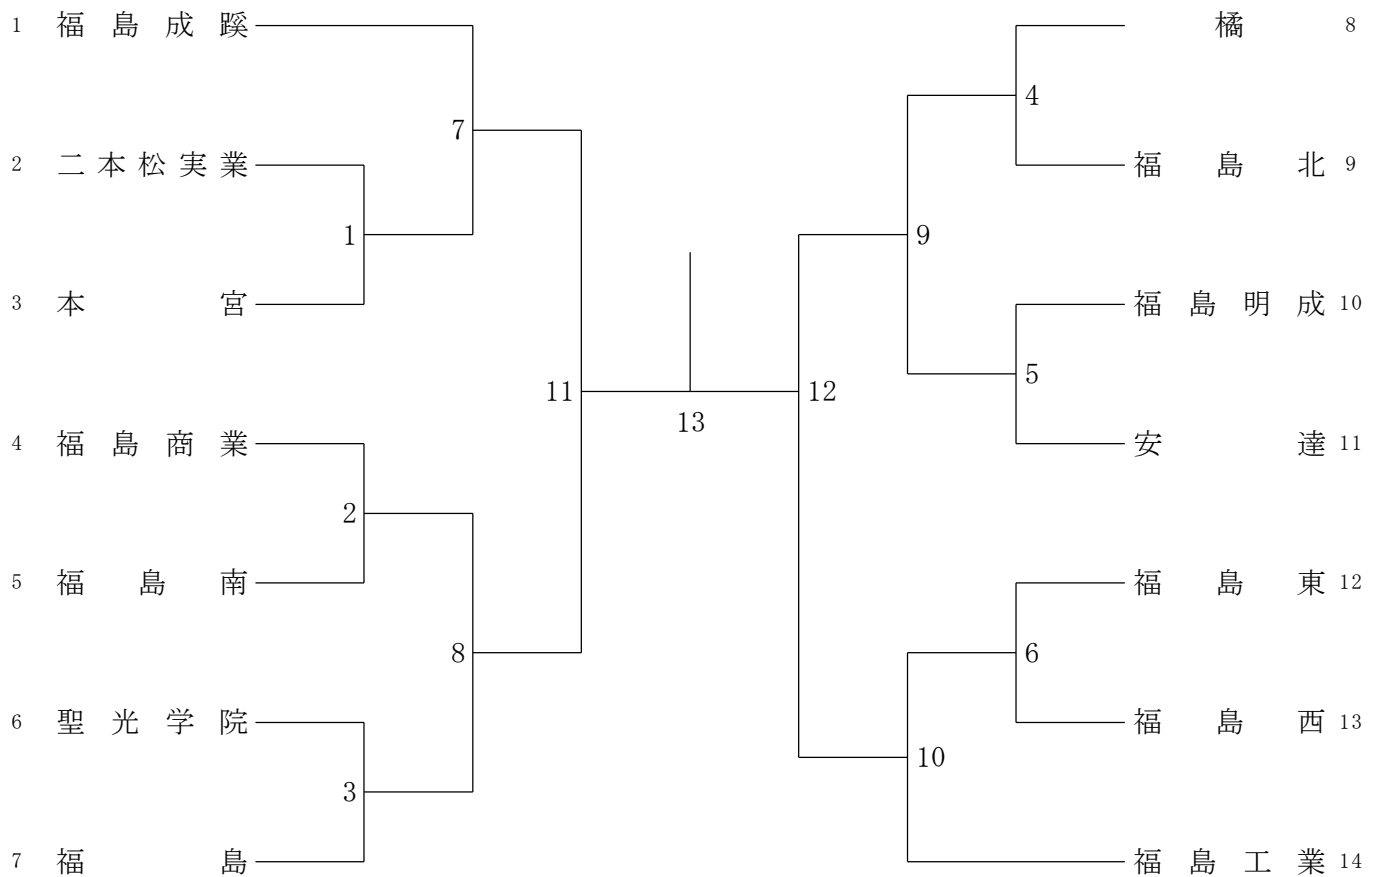 1 福島成蹊
橘 8
4
7
2 二本松実業
福島北 9
1
9
3 本宮
福島明成 10
5
11
12
13
4 福島商業
安達 11
2
5 福島南
福島東 12
8
6
6 聖光学院
福島西 13
10
3
7 福島
福島工業 14